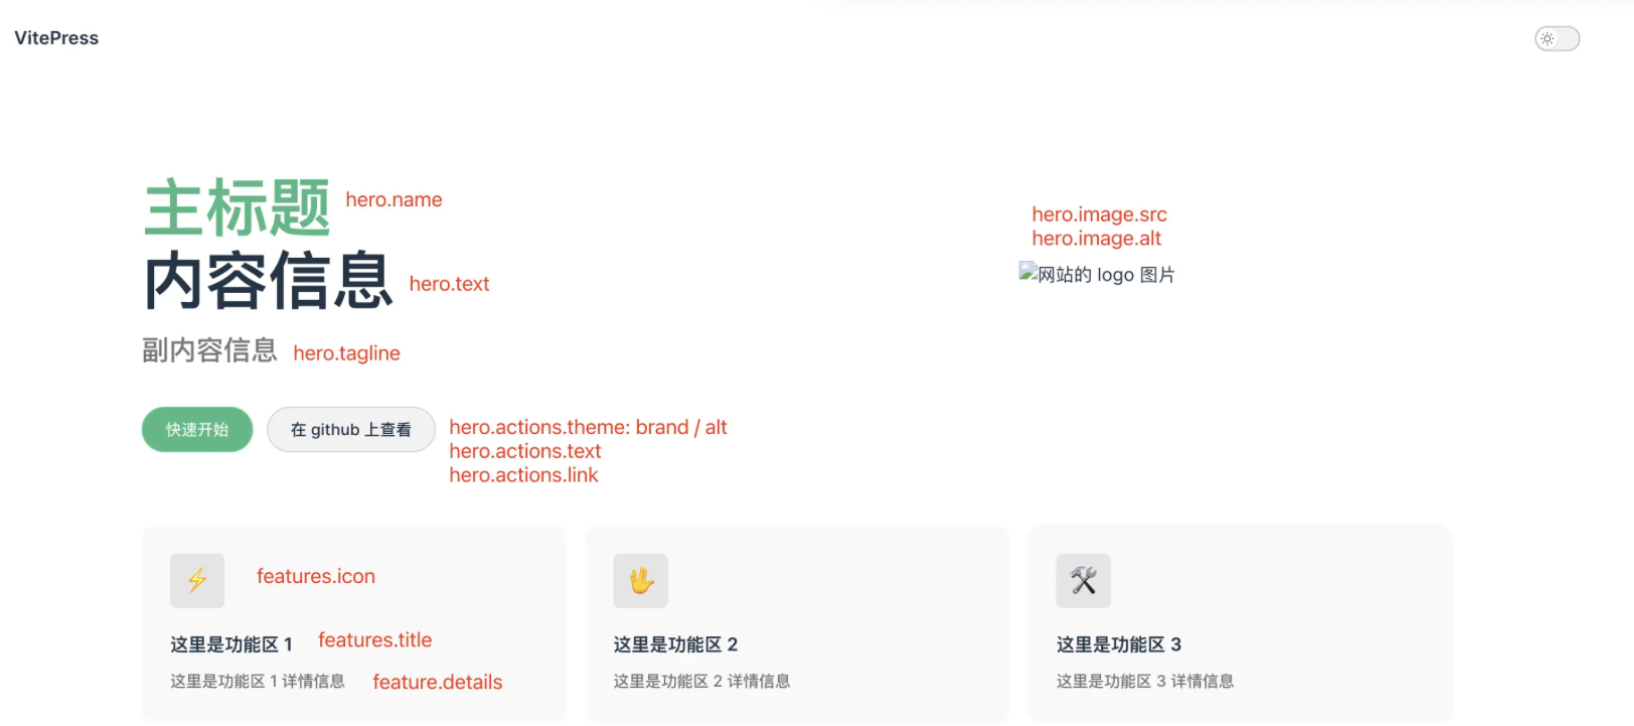 VitePress
主标题 hero.name
内容信息 hero.text
副内容信息 hero.tagline
hero.image.src
hero.image.alt
网站的 logo 图片
快速开始 在 github 上查看
hero.actions.theme: brand / alt
hero.actions.text
hero.actions.link
features.icon
这里是功能区 1 features.title
这里是功能区 1 详情信息 feature.details
这里是功能区 2
这里是功能区 2 详情信息
这里是功能区 3
这里是功能区 3 详情信息